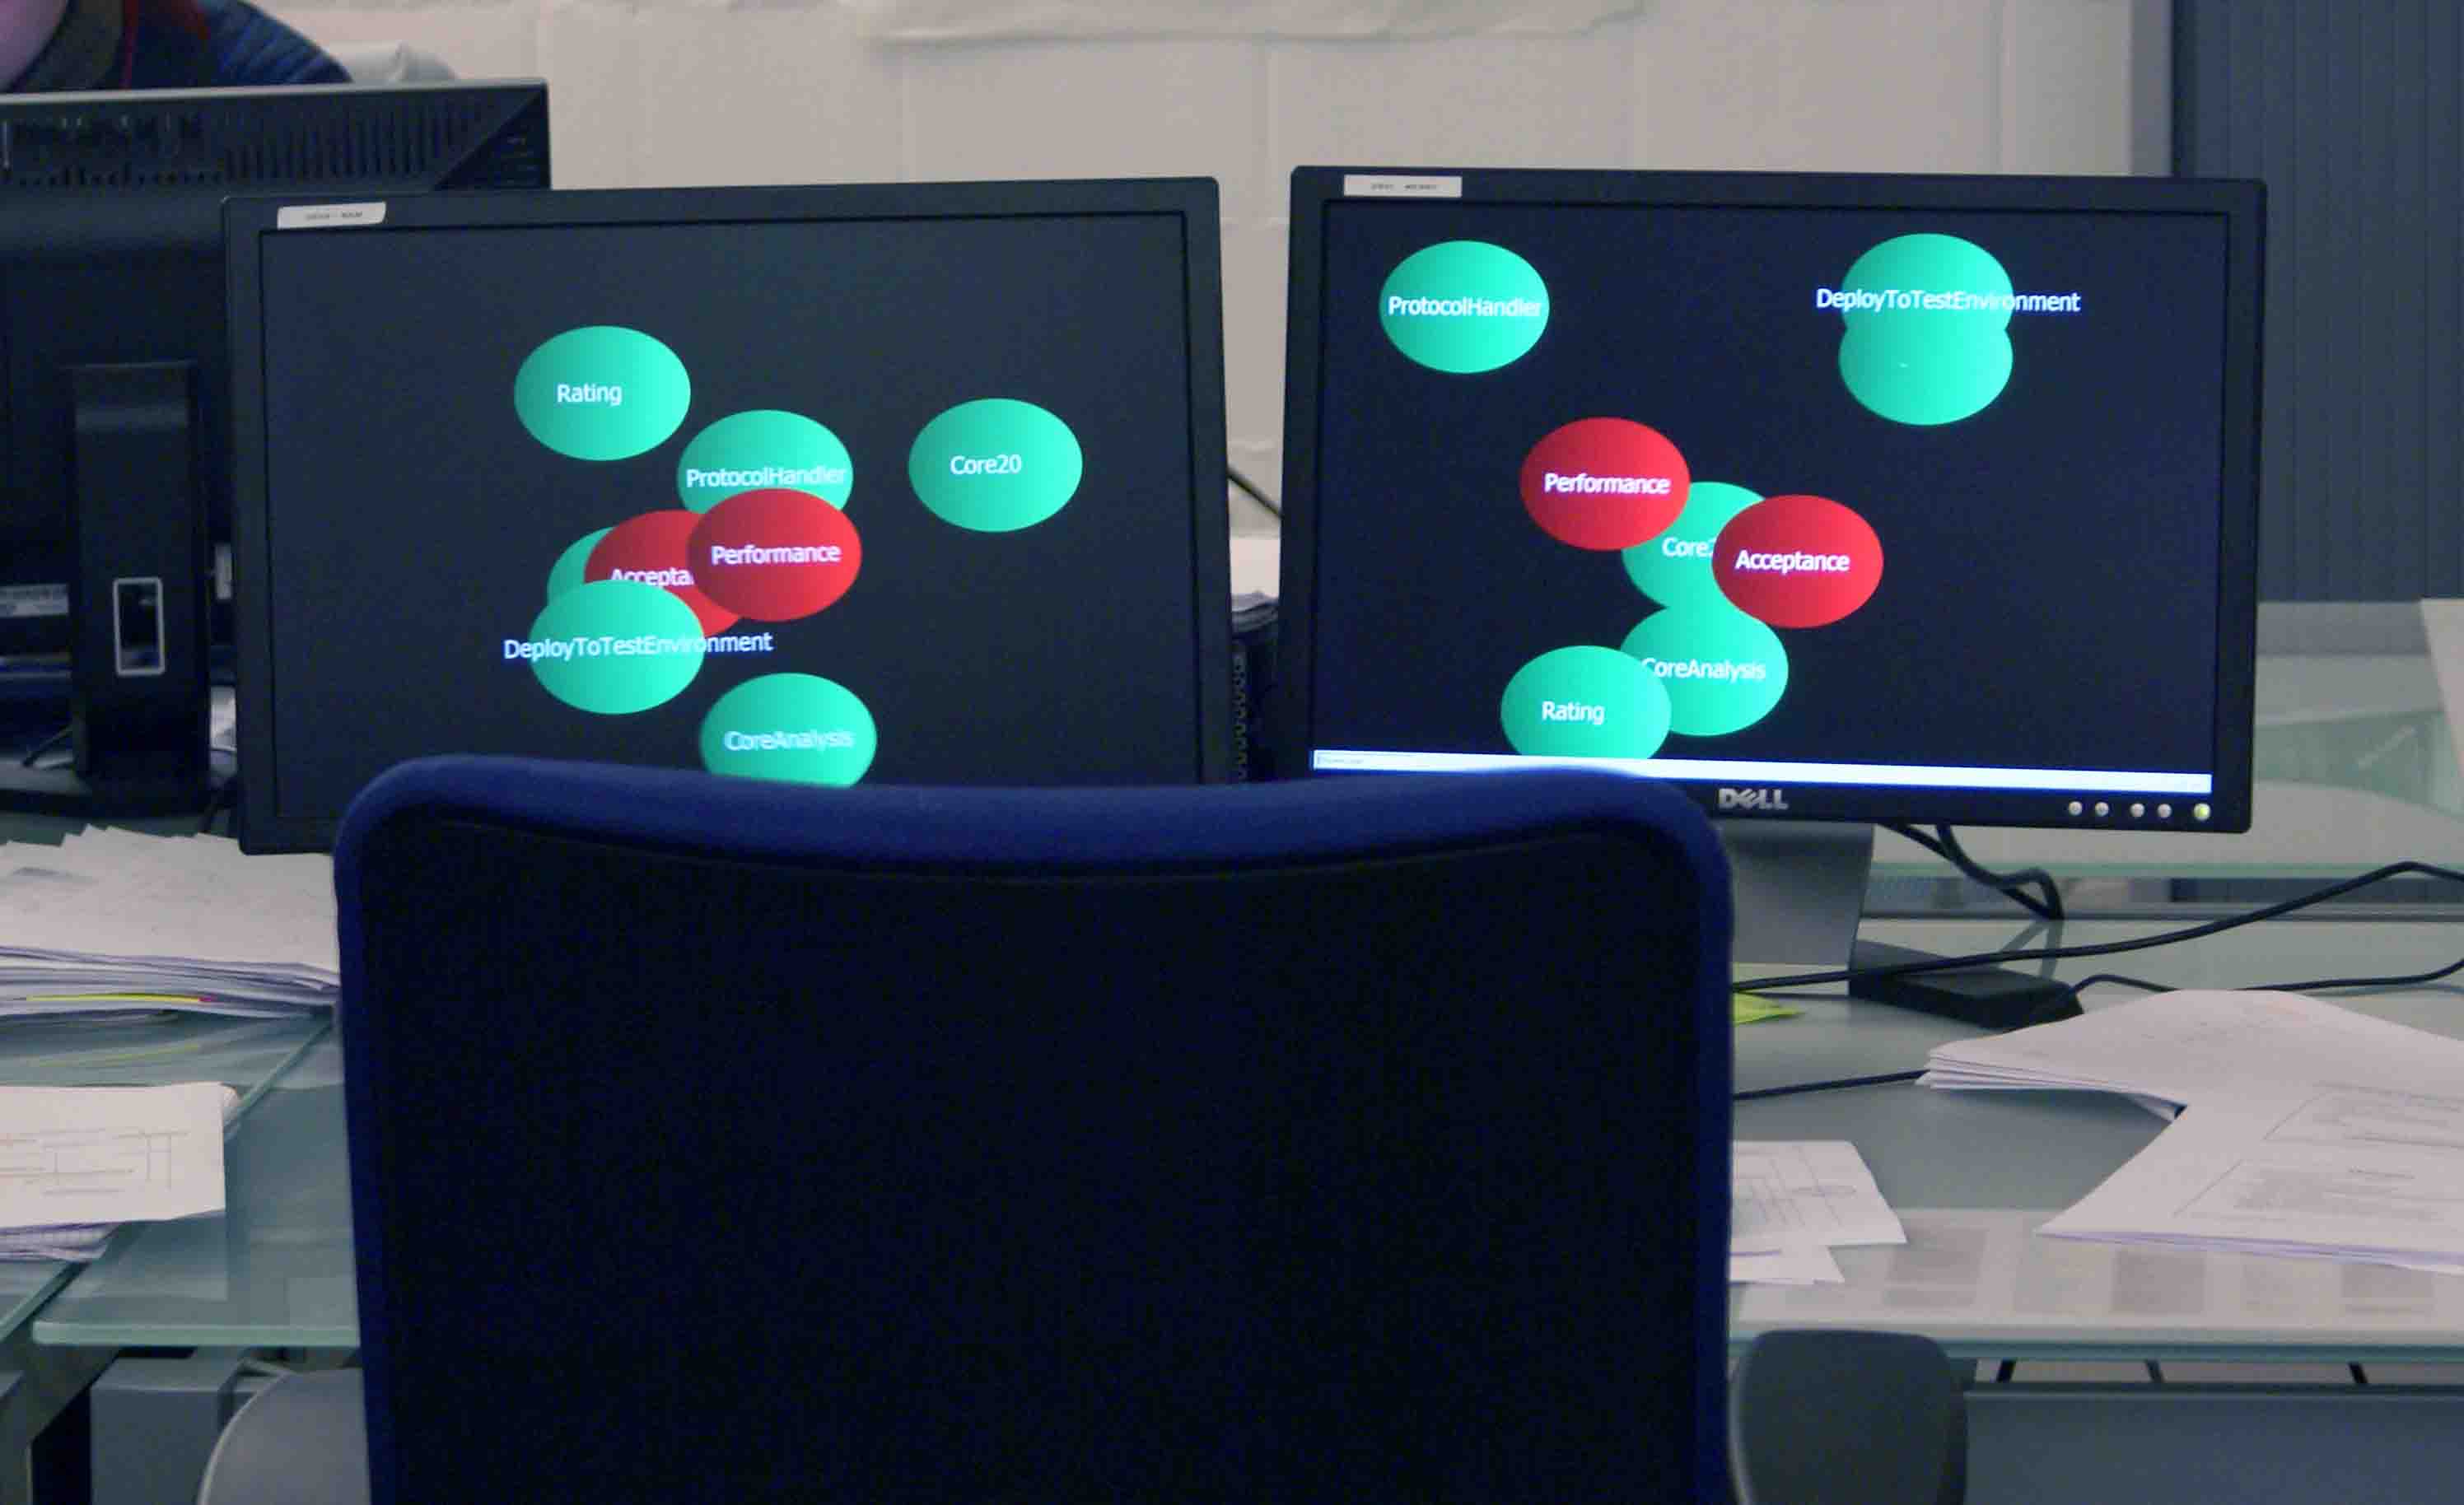 Rating
ProtocolHandler
Core20
Performance
DeployToTestEnvironment
CoreAnalysis
ProtocolHandler
DeployToTestEnvironment
Performance
Acceptance
CoreAnalysis
Rating
DELL